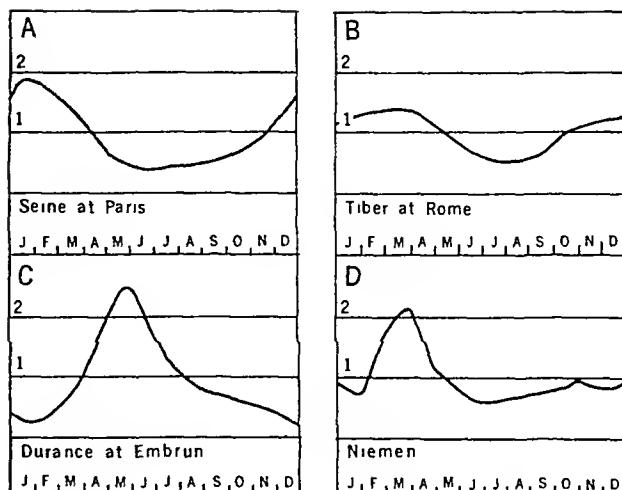 A
2
1
Seine at Paris
J F M A M J J A S O N D
B
2
1
Tiber at Rome
J F M A M J J A S O N D
C
2
1
Durance at Embrun
J F M A M J J A S O N D
D
2
1
Niemen
J F M A M J J A S O N D